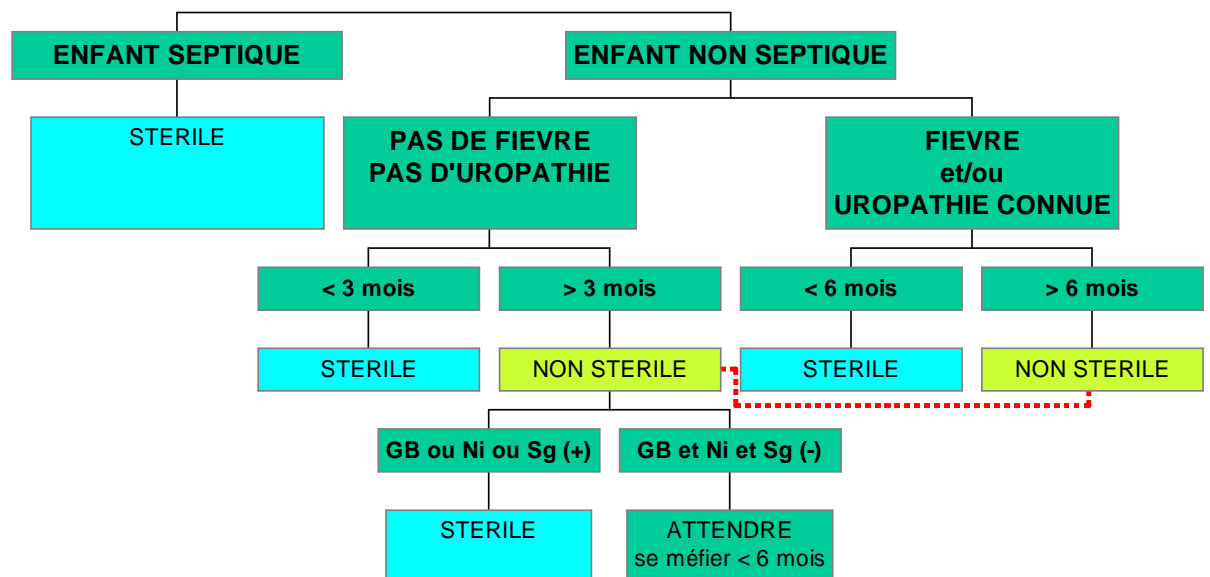 ENFANT SEPTIQUE
ENFANT NON SEPTIQUE
STERILE
PAS DE FIEVRE
PAS D'UROPATHIE
FIEVRE
et/ou
UROPATHIE CONNUE
< 3 mois
> 3 mois
< 6 mois
> 6 mois
STERILE
NON STERILE
STERILE
NON STERILE
GB ou Ni ou Sg (+)
GB et Ni et Sg (-)
STERILE
ATTENDRE
se méfier < 6 mois